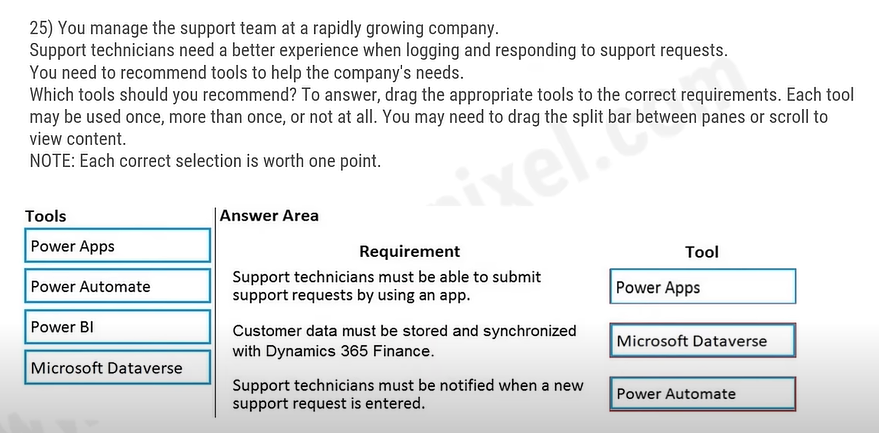 25) You manage the support team at a rapidly growing company.
Support technicians need a better experience when logging and responding to support requests.
You need to recommend tools to help the company's needs.
Which tools should you recommend? To answer, drag the appropriate tools to the correct requirements. Each tool
may be used once, more than once, or not at all. You may need to drag the split bar between panes or scroll to
view content.
NOTE: Each correct selection is worth one point.
Tools
Power Apps
Power Automate
Power BI
Microsoft Dataverse
Answer Area
Requirement
Tool
Support technicians must be able to submit
support requests by using an app.
Power Apps
Customer data must be stored and synchronized
with Dynamics 365 Finance.
Microsoft Dataverse
Support technicians must be notified when a new
support request is entered.
Power Automate